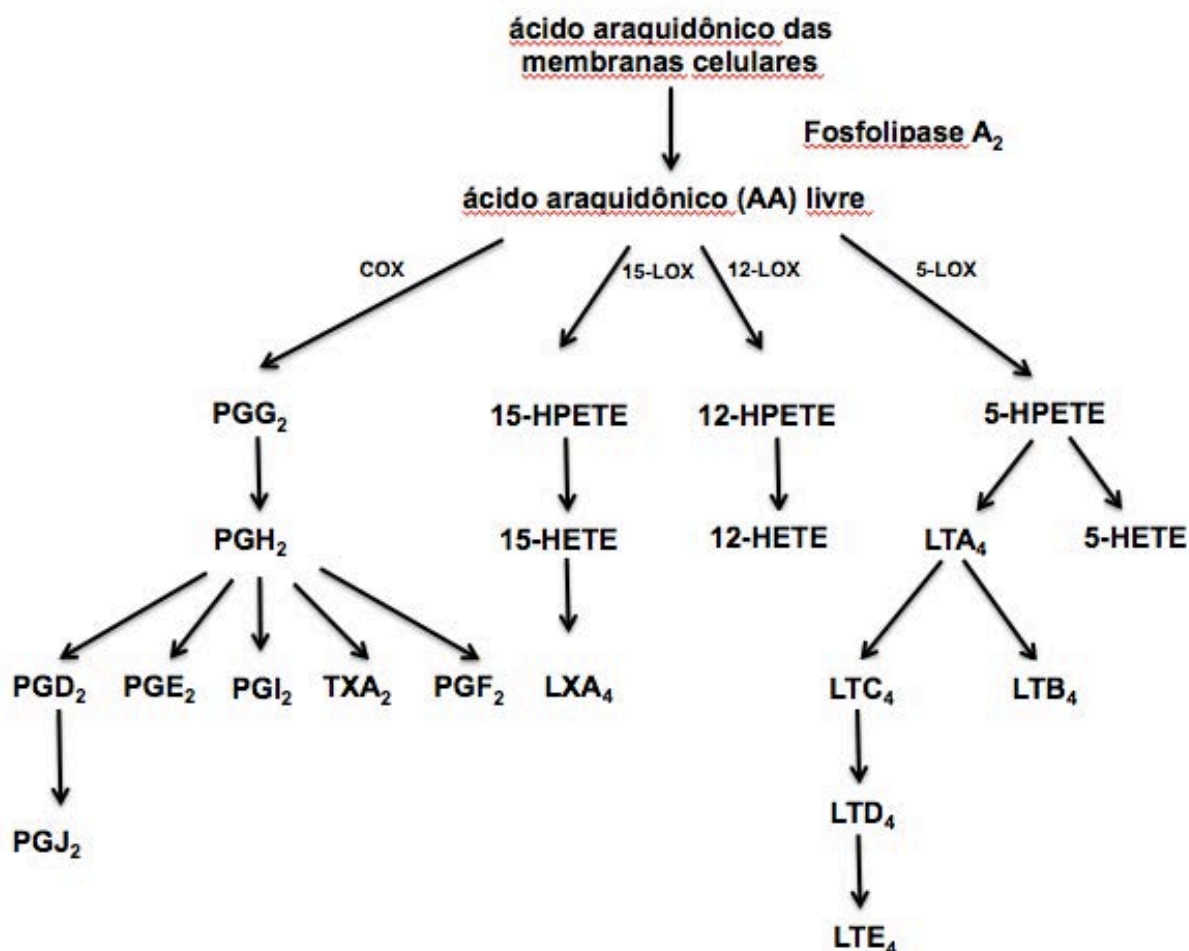 ácido araquidônico das
membranas celulares
Fosfolipase A₂
ácido araquidônico (AA) livre
COX 15-LOX 12-LOX 5-LOX
PGG₂ 15-HPETE 12-HPETE 5-HPETE
PGH₂ 15-HETE 12-HETE LTA₄ 5-HETE
PGD₂ PGE₂ PGI₂ TXA₂ PGF₂ LXA₄ LTC₄ LTB₄
LTD₄
PGJ₂
LTE₄